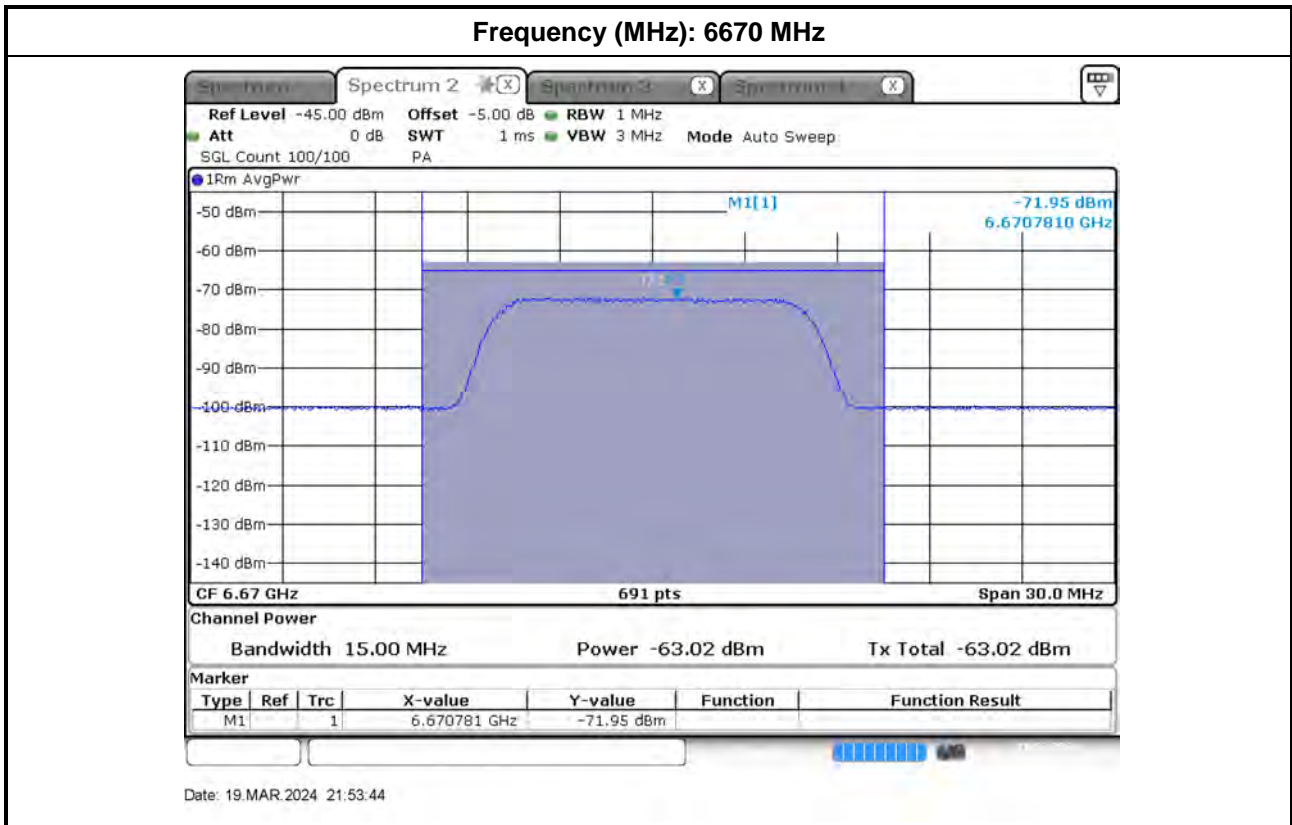 Frequency (MHz): 6670 MHz
Spectrum 2
Ref Level -45.00 dBm Offset -5.00 dB RBW 1 MHz
Att 0 dB SWT 1 ms VBW 3 MHz Mode Auto Sweep
SGL Count 100/100 PA
1Rm AvgPwr
M1[1] -71.95 dBm
6.6707810 GHz
-50 dBm
-60 dBm
-70 dBm
-80 dBm
-90 dBm
-100 dBm
-110 dBm
-120 dBm
-130 dBm
-140 dBm
CF 6.67 GHz 691 pts Span 30.0 MHz
Channel Power
Bandwidth 15.00 MHz Power -63.02 dBm Tx Total -63.02 dBm
Marker
Type Ref Trc X-value Y-value Function Function Result
M1 1 6.670781 GHz -71.95 dBm
Date: 19.MAR.2024 21:53:44